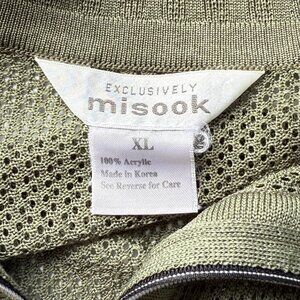 EXCLUSIVELY
misook
XL
100% Acrylic
Made in Korea
See Reverse for Care